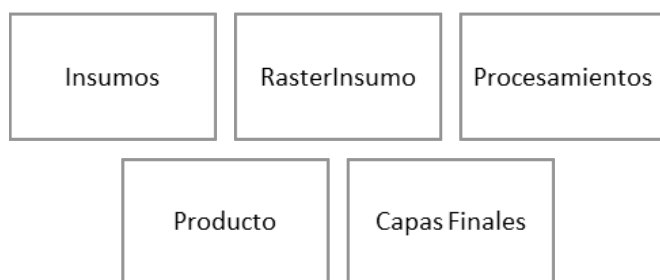 Insumos
RasterInsumo
Procesamientos
Producto
Capas Finales